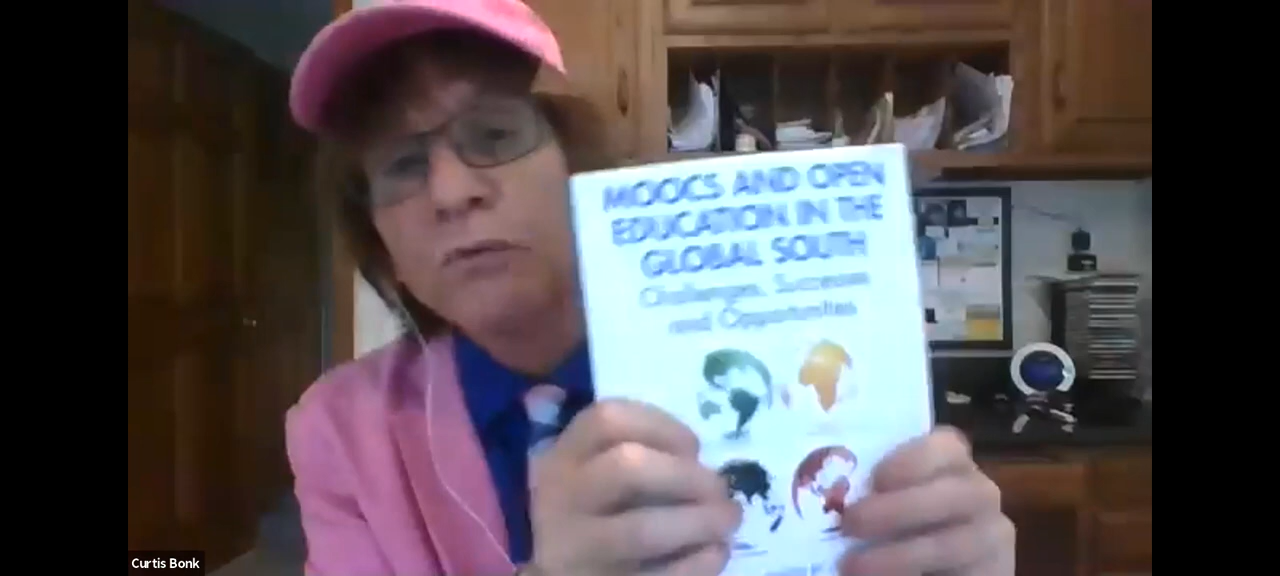 MOOCS AND OPEN
EDUCATION IN THE
GLOBAL SOUTH
Challenges, Successes
and Opportunities
Curtis Bonk